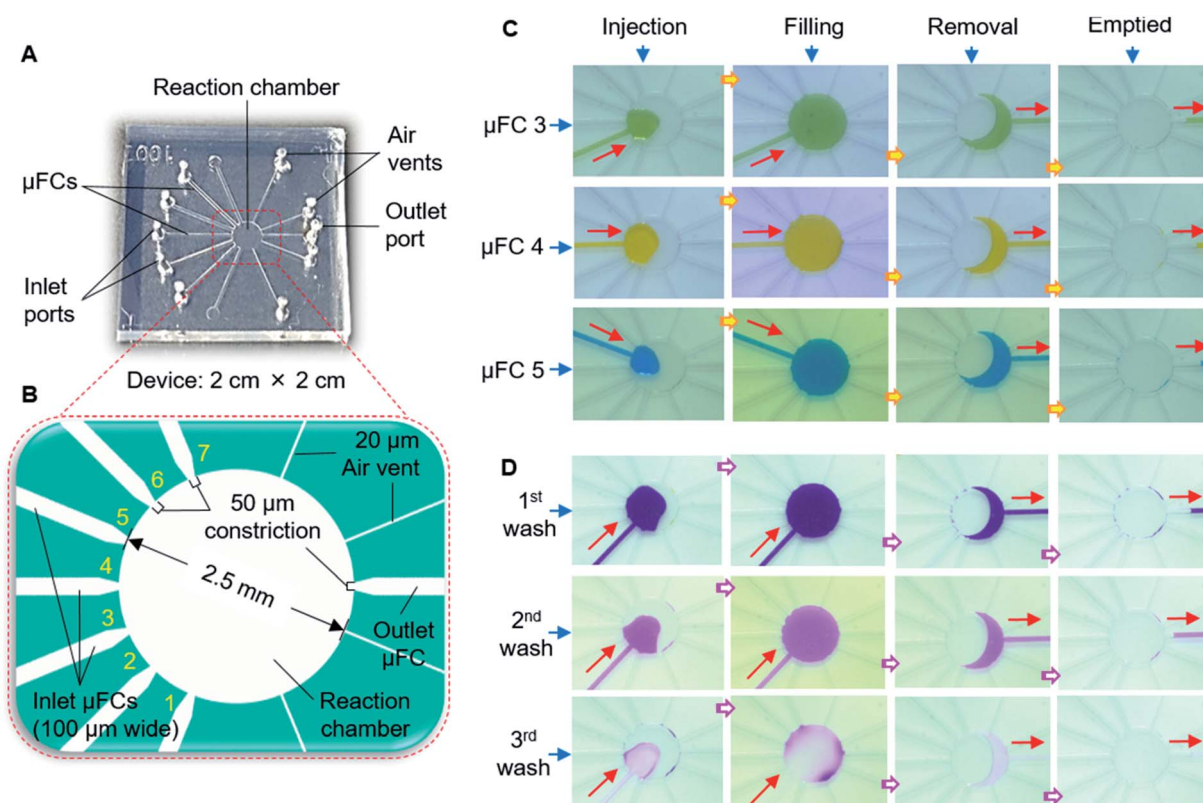 A
Reaction chamber
Air
vents
µFCs
Outlet
port
Inlet
ports
Device: 2 cm × 2 cm
B
7
6
5
4
3
2
1
20 µm
Air vent
50 µm
constriction
2.5 mm
Outlet
µFC
Inlet µFCs
(100 µm wide)
Reaction
chamber
C
Injection
Filling
Removal
Emptied
µFC 3
µFC 4
µFC 5
D
1st
wash
2nd
wash
3rd
wash